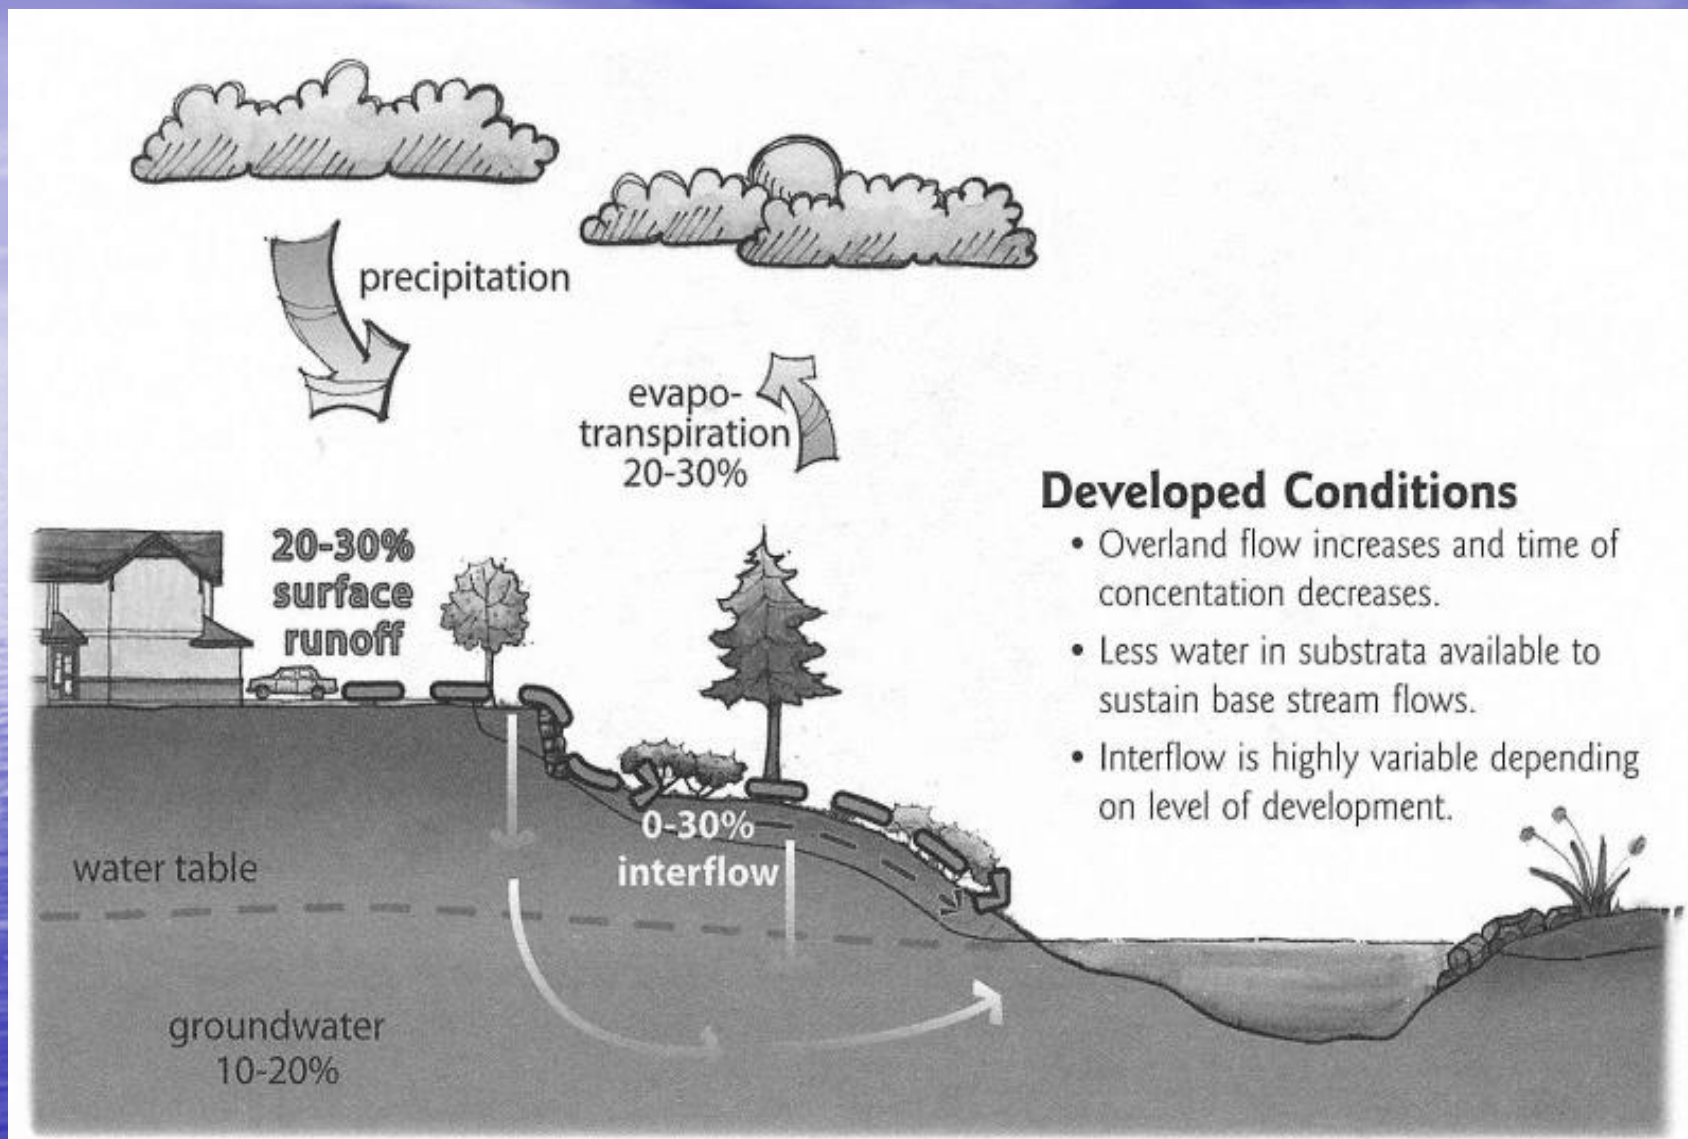 precipitation
evapo-
transpiration
20-30%
Developed Conditions
• Overland flow increases and time of
concentation decreases.
• Less water in substrata available to
sustain base stream flows.
• Interflow is highly variable depending
on level of development.
20-30%
surface
runoff
0-30%
interflow
water table
groundwater
10-20%